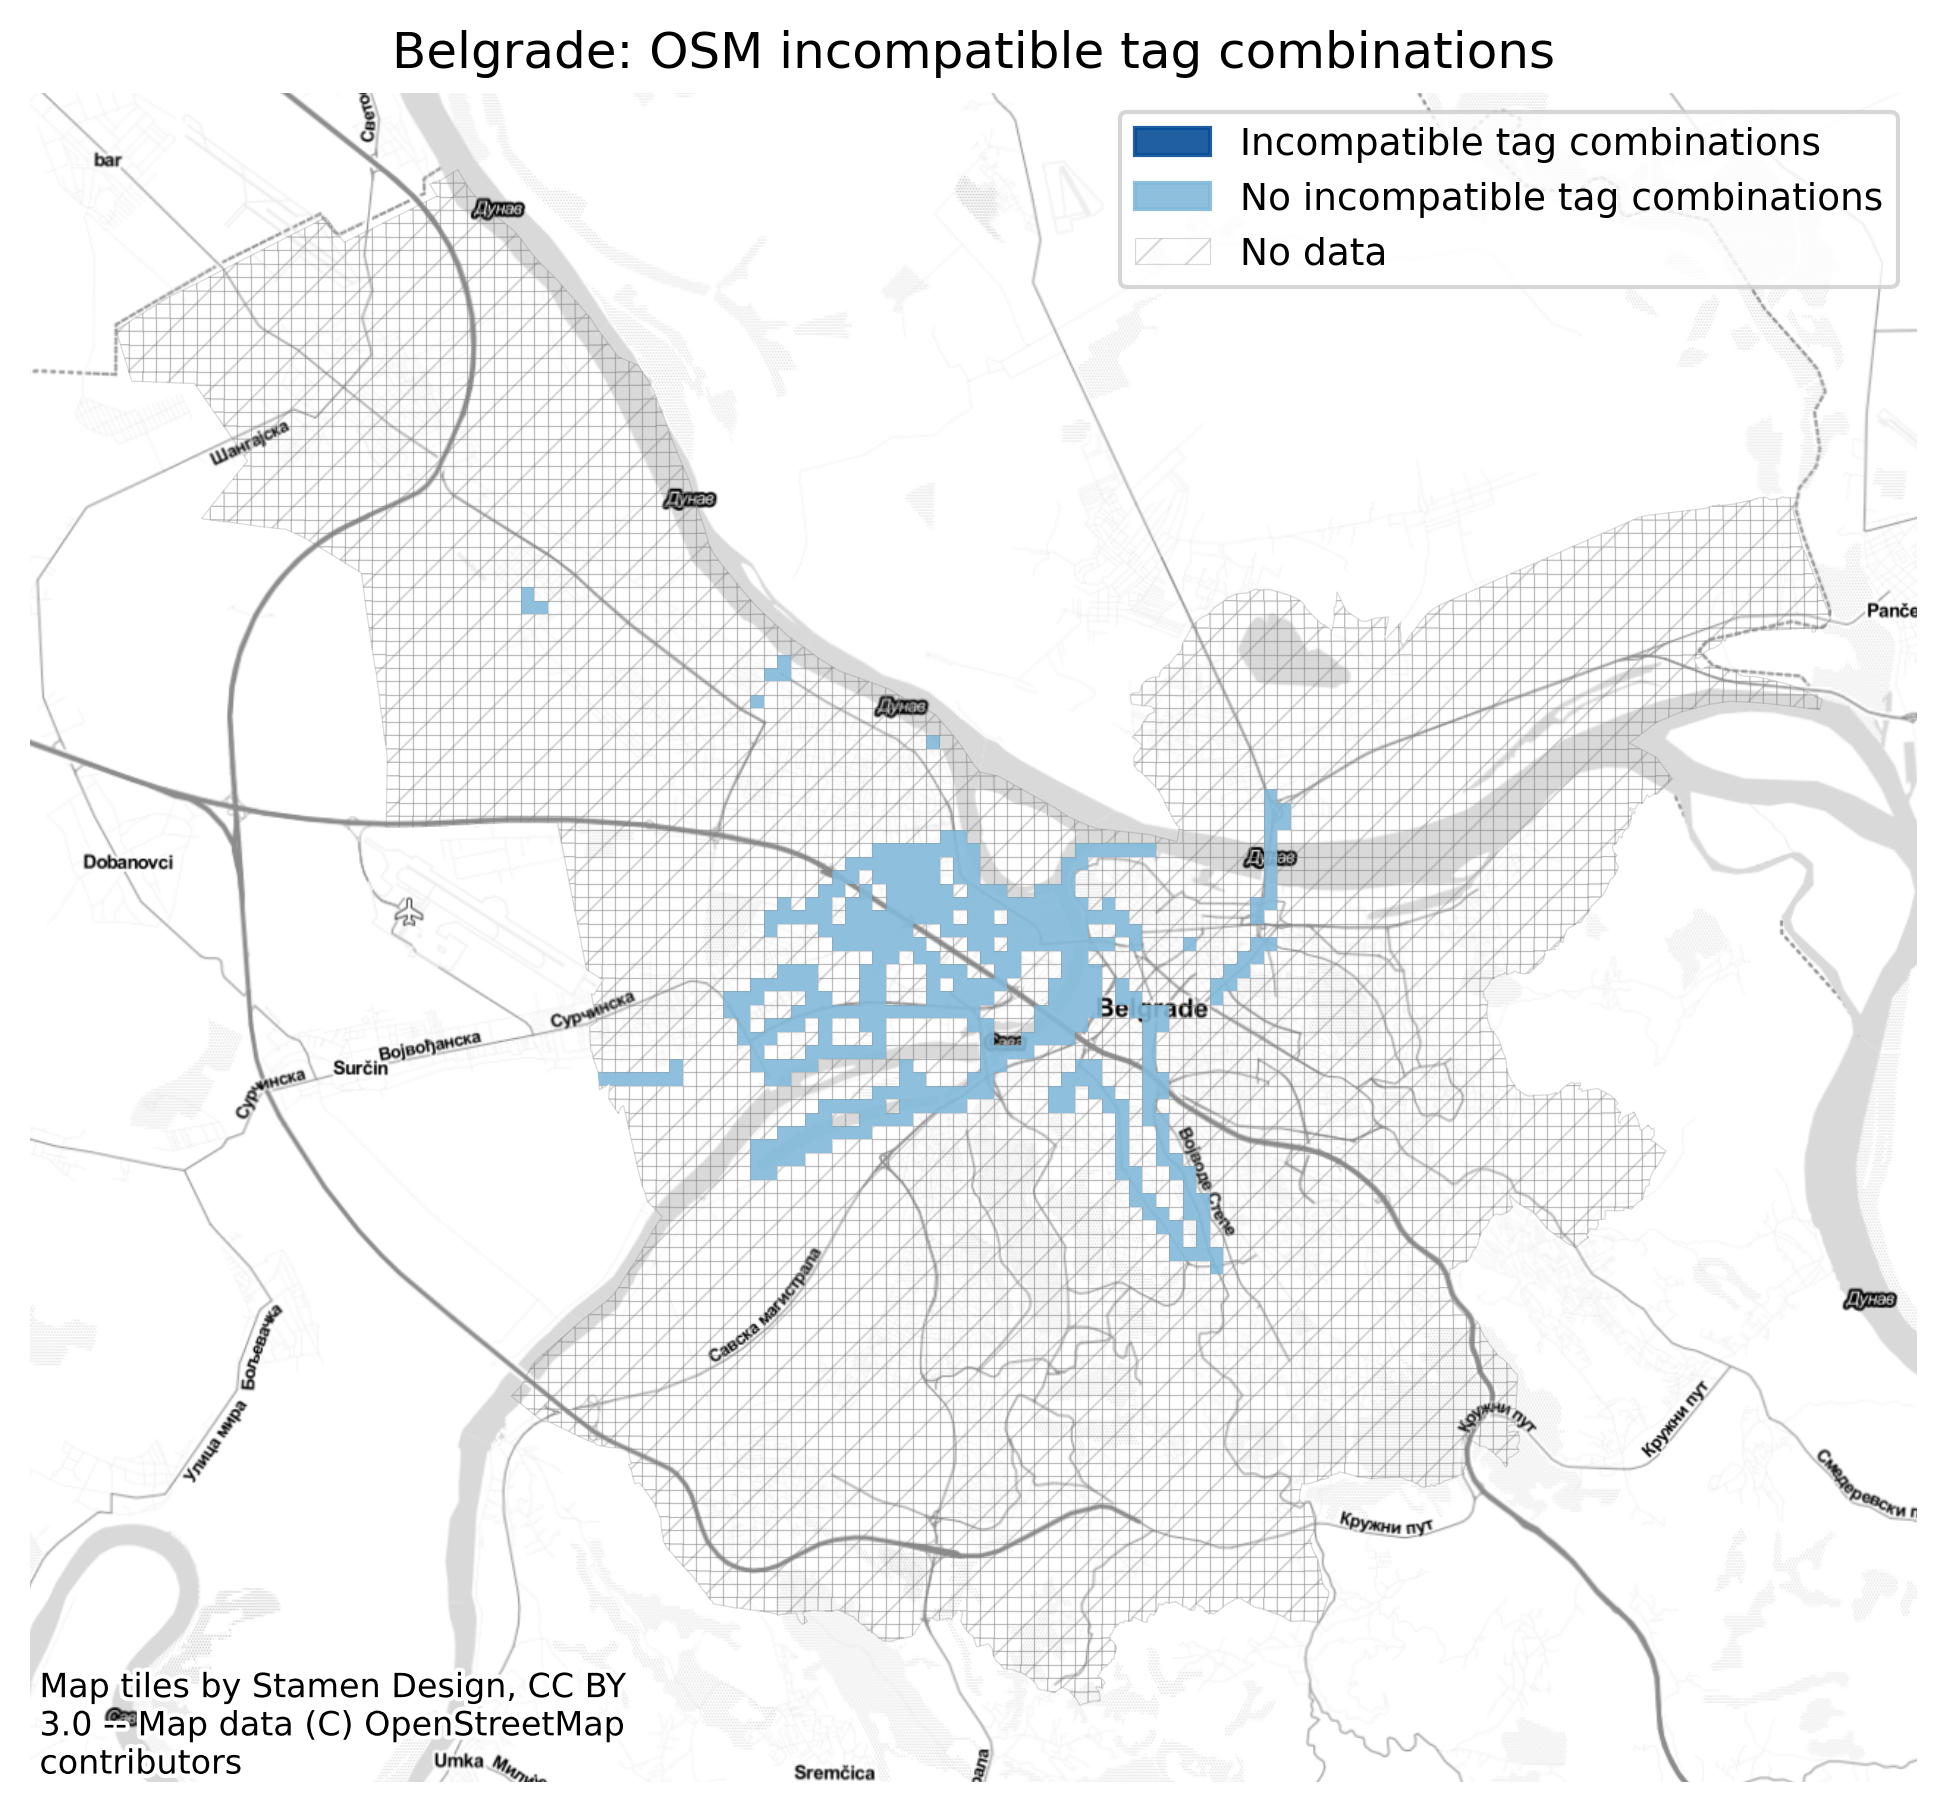 Belgrade: OSM incompatible tag combinations
Incompatible tag combinations
No incompatible tag combinations
No data
bar
Дунав
Шангајска
Дунав
Panče
Дунав
Dobanovci
Дунав
Сурчинска
Belgrade
Сава
Војвођанска
Surčin
Сурчинска
Војводе Степе
Савска магистрала
Дунав
Бољевачка
Улица мира
Кружни пут
Кружни пут
Смедеревски п
Кружни пут
Map tiles by Stamen Design, CC BY
3.0 -- Map data (C) OpenStreetMap
contributors
Umka
Sremčica